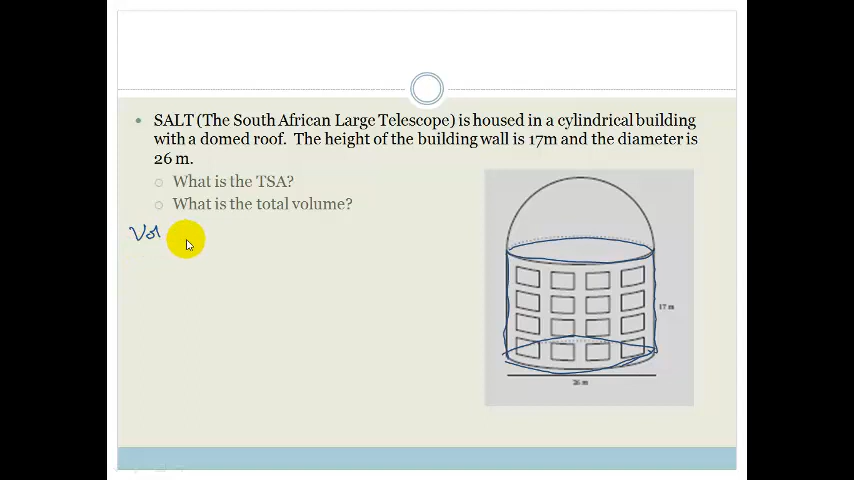 SALT (The South African Large Telescope) is housed in a cylindrical building
with a domed roof. The height of the building wall is 17m and the diameter is
26 m.
What is the TSA?
What is the total volume?
Vol
17 m
26 m